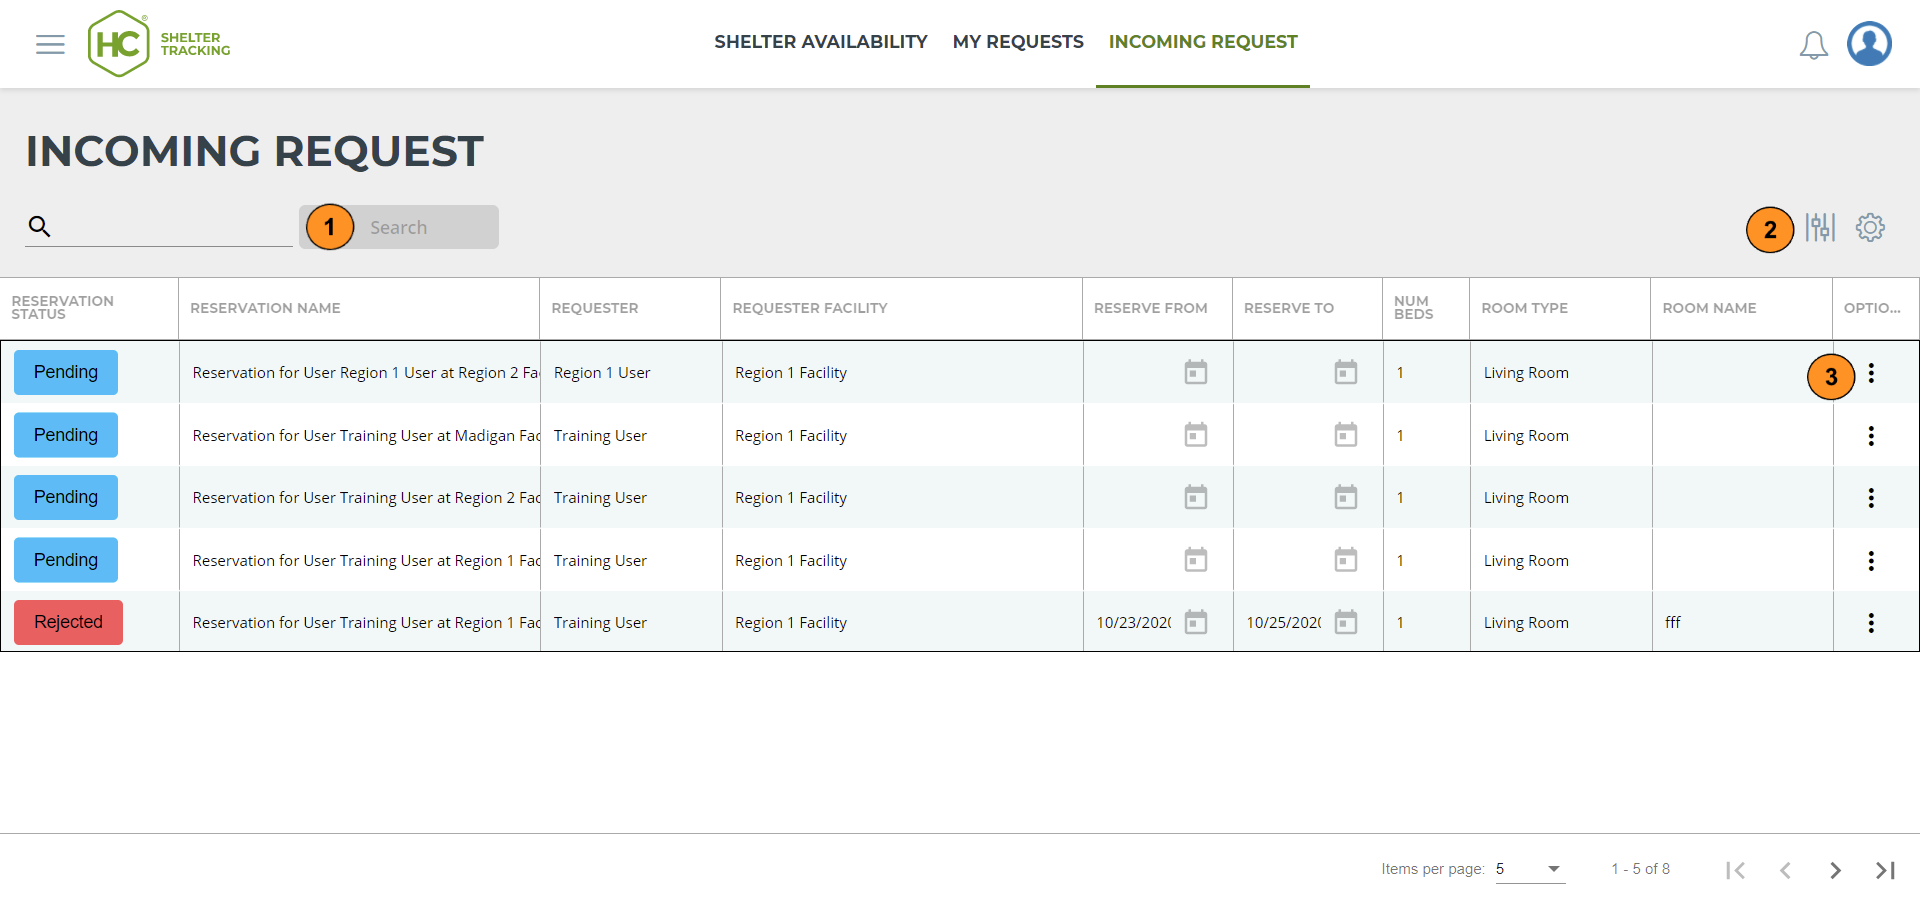 HC®
SHELTER
TRACKING
SHELTER AVAILABILITY MY REQUESTS INCOMING REQUEST
INCOMING REQUEST
1 Search
2
RESERVATION STATUS RESERVATION NAME REQUESTER REQUESTER FACILITY RESERVE FROM RESERVE TO NUM BEDS ROOM TYPE ROOM NAME OPTIO...
Pending Reservation for User Region 1 User at Region 2 Fa Region 1 User Region 1 Facility 1 Living Room 3
Pending Reservation for User Training User at Madigan Fac Training User Region 1 Facility 1 Living Room
Pending Reservation for User Training User at Region 2 Fac Training User Region 1 Facility 1 Living Room
Pending Reservation for User Training User at Region 1 Fac Training User Region 1 Facility 1 Living Room
Rejected Reservation for User Training User at Region 1 Fac Training User Region 1 Facility 10/23/2020 10/25/2020 1 Living Room fff
Items per page: 5 1 - 5 of 8